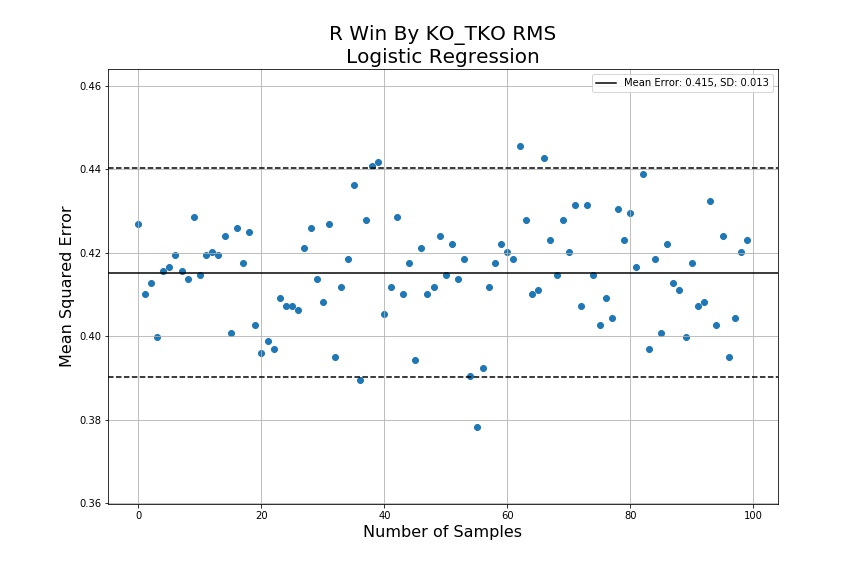 R Win By KO_TKO RMS
Logistic Regression
Mean Error: 0.415, SD: 0.013
0.46
0.44
0.42
0.40
0.38
0.36
Mean Squared Error
0 20 40 60 80 100
Number of Samples